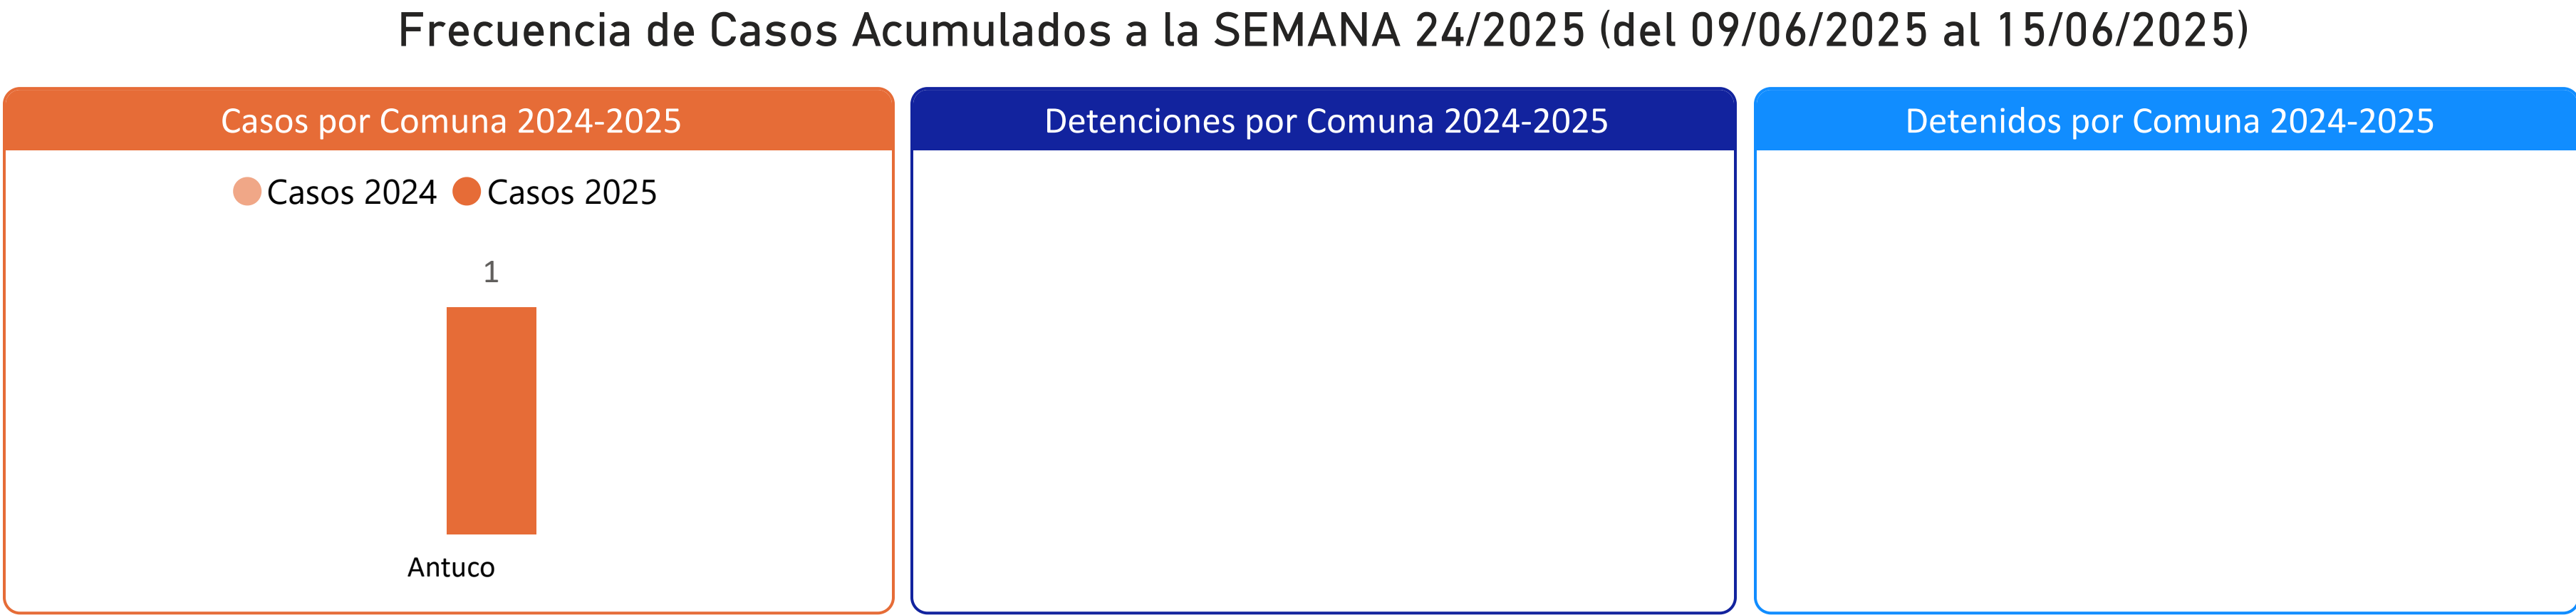 Frecuencia de Casos Acumulados a la SEMANA 24/2025 (del 09/06/2025 al 15/06/2025)
Casos por Comuna 2024-2025
Casos 2024 Casos 2025
1
Antuco
Detenciones por Comuna 2024-2025
Detenidos por Comuna 2024-2025